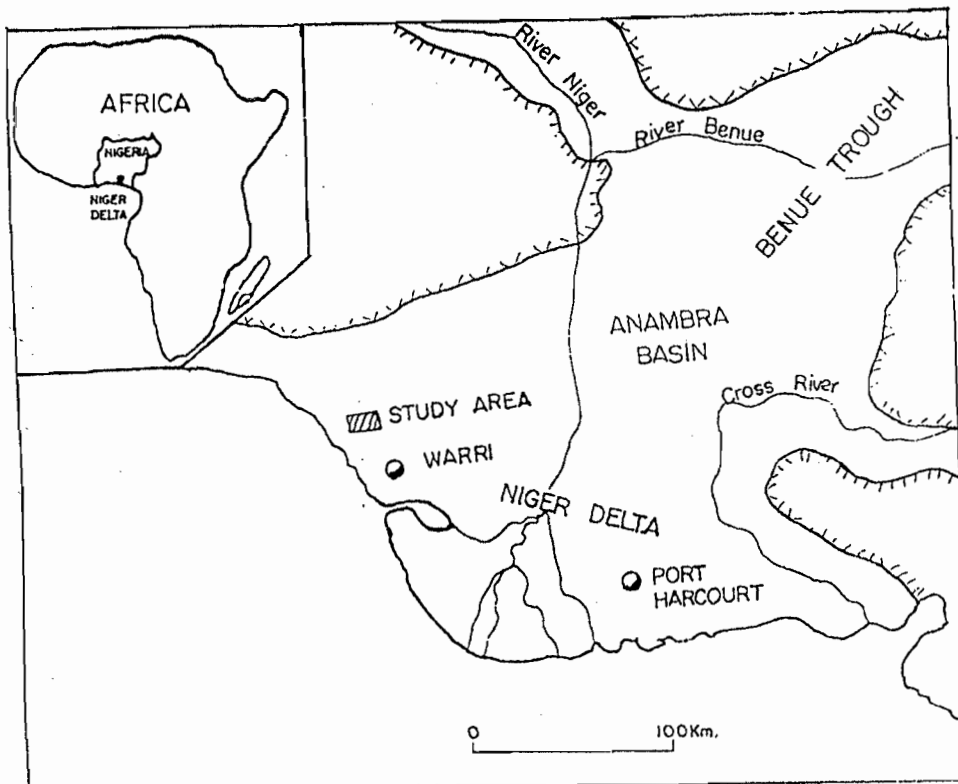 AFRICA
NIGERIA
NIGER
DELTA
River Niger
River Benue
BENUE TROUGH
ANAMBRA
BASIN
Cross River
STUDY AREA
WARRI
NIGER DELTA
PORT
HARCOURT
0 100Km.